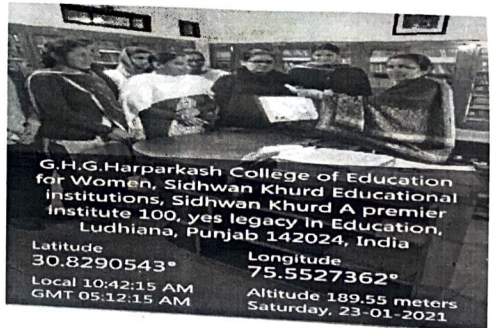 G.H.G.Harparkash College of Education
for Women, Sidhwan Khurd Educational
institutions, Sidhwan Khurd A premier
Institute 100, yes legacy in Education,
Ludhiana, Punjab 142024, India
Latitude
30.8290543°
Longitude
75.5527362°
Local 10:42:15 AM
GMT 05:12:15 AM
Altitude 189.55 meters
Saturday, 23-01-2021